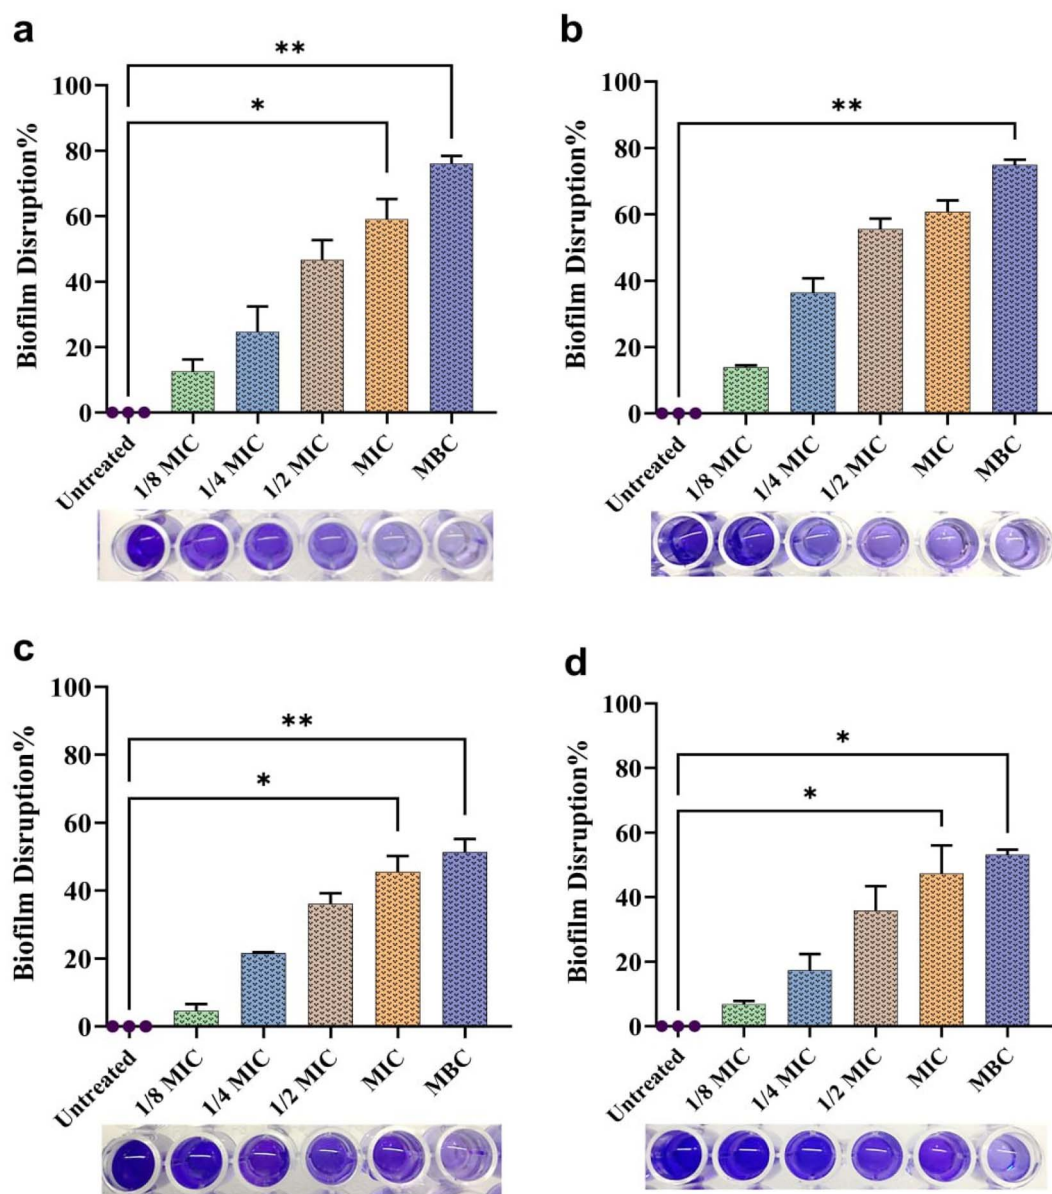 a
**
*
100
80
60
40
20
0
Biofilm Disruption%
Untreated
1/8 MIC
1/4 MIC
1/2 MIC
MIC
MBC
b
**
100
80
60
40
20
0
Biofilm Disruption%
Untreated
1/8 MIC
1/4 MIC
1/2 MIC
MIC
MBC
c
**
*
100
80
60
40
20
0
Biofilm Disruption%
Untreated
1/8 MIC
1/4 MIC
1/2 MIC
MIC
MBC
d
*
*
100
80
60
40
20
0
Biofilm Disruption%
Untreated
1/8 MIC
1/4 MIC
1/2 MIC
MIC
MBC